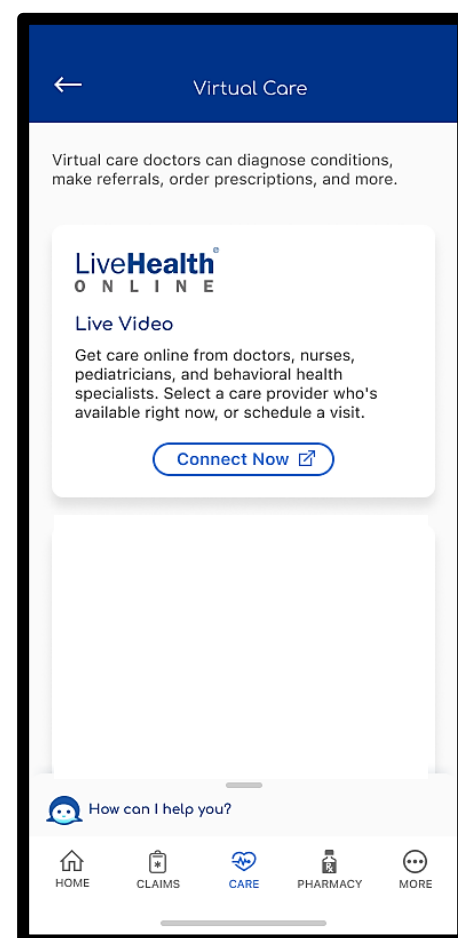 Virtual Care
Virtual care doctors can diagnose conditions,
make referrals, order prescriptions, and more.
LiveHealth®
ONLINE
Live Video
Get care online from doctors, nurses,
pediatricians, and behavioral health
specialists. Select a care provider who's
available right now, or schedule a visit.
Connect Now
How can I help you?
HOME CLAIMS CARE PHARMACY MORE